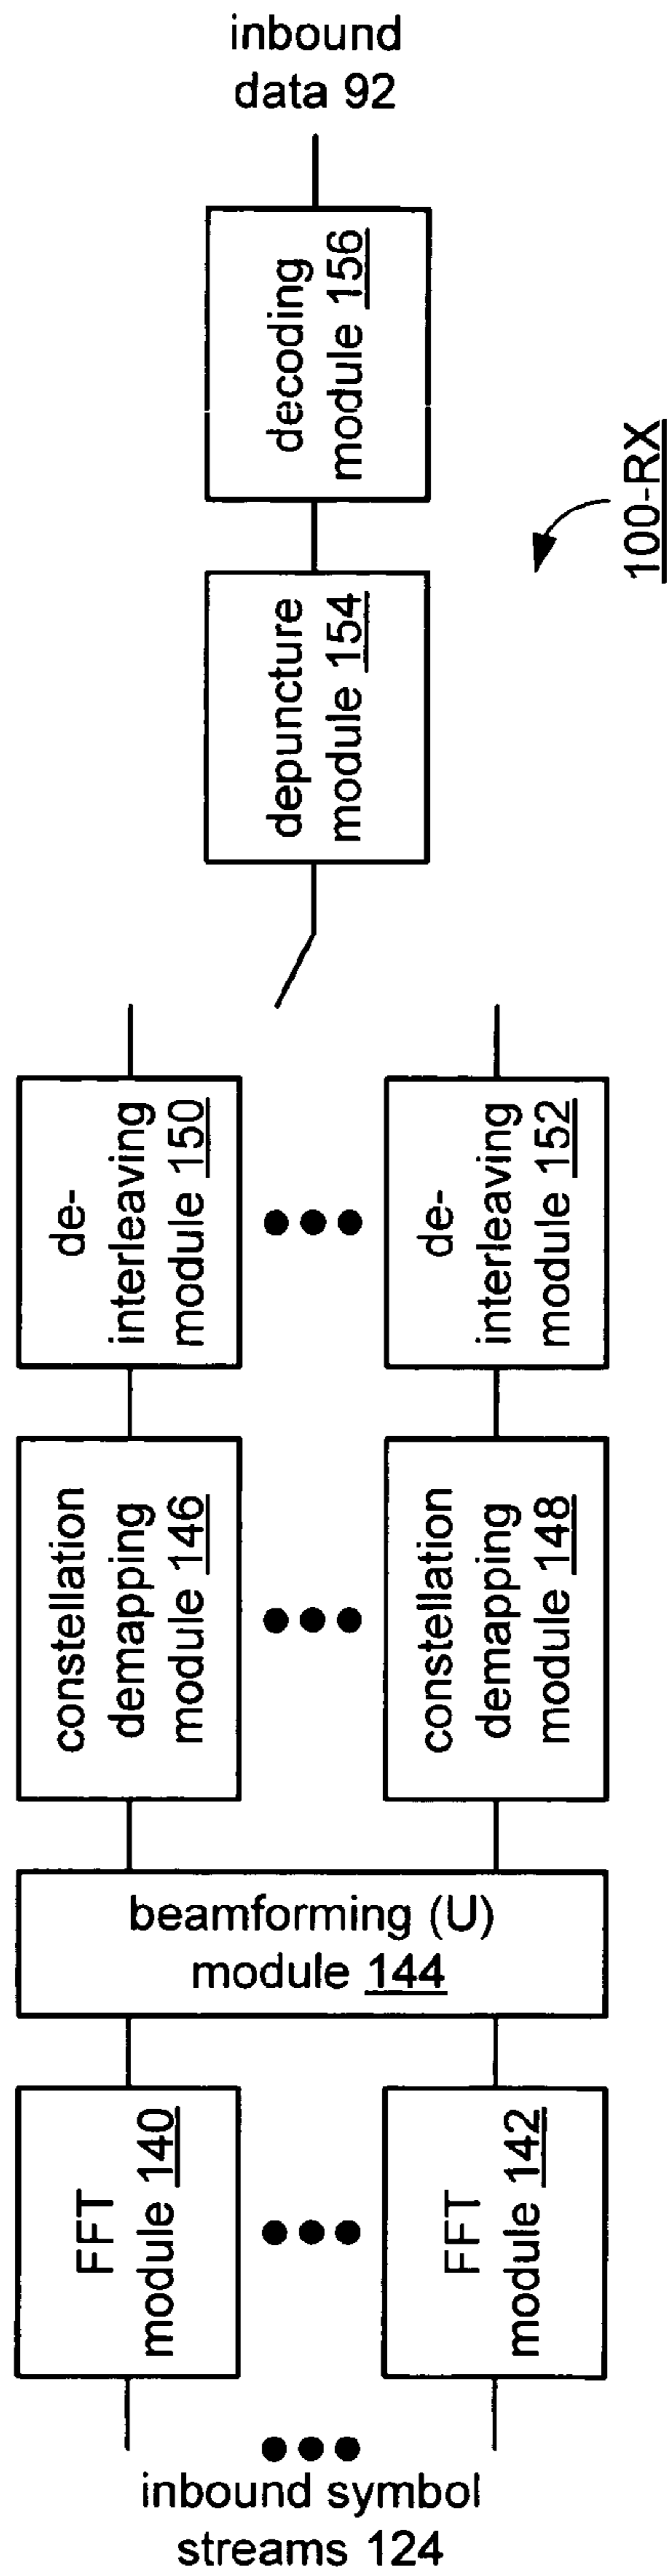 inbound
data 92
decoding
module 156
100-RX
depuncture
module 154
de-
interleaving
module 150
de-
interleaving
module 152
constellation
demapping
module 146
constellation
demapping
module 148
beamforming (U)
module 144
FFT
module 140
FFT
module 142
inbound symbol
streams 124